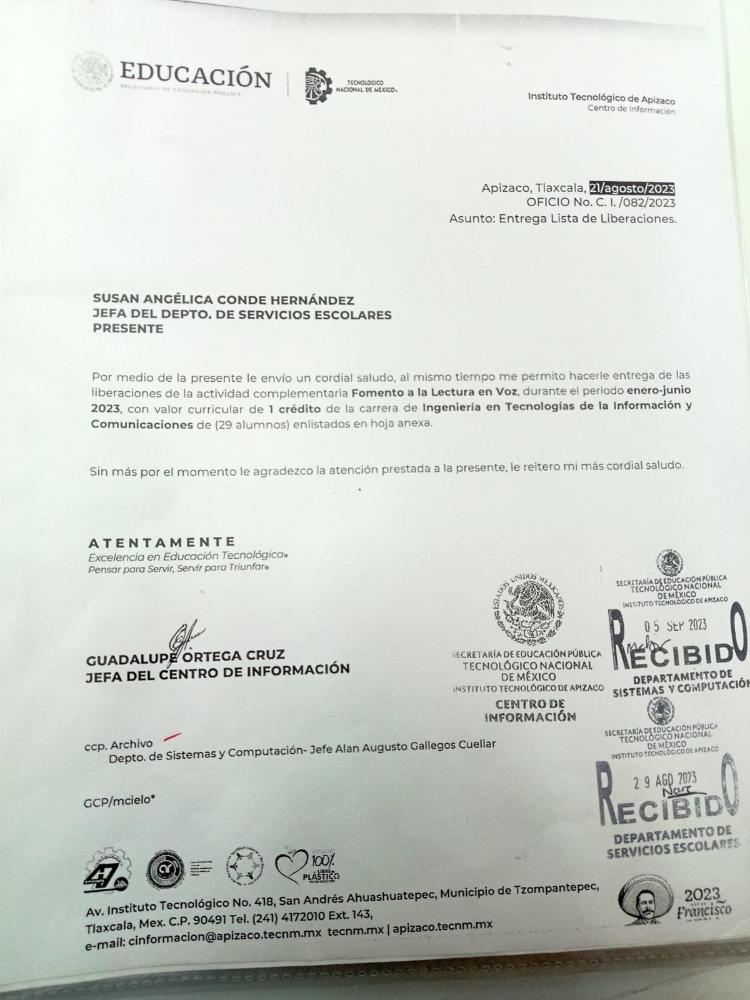 EDUCACIÓN
SECRETARÍA DE EDUCACIÓN PÚBLICA
TECNOLÓGICO
NACIONAL DE MÉXICO
Instituto Tecnológico de Apizaco
Centro de Información
Apizaco, Tlaxcala, 21/agosto/2023
OFICIO No. C. I. /082/2023
Asunto: Entrega Lista de Liberaciones.
SUSAN ANGÉLICA CONDE HERNÁNDEZ
JEFA DEL DEPTO. DE SERVICIOS ESCOLARES
PRESENTE
Por medio de la presente le envío un cordial saludo, al mismo tiempo me permito hacerle entrega de las
liberaciones de la actividad complementaria Fomento a la Lectura en Voz, durante el periodo enero-junio
2023, con valor curricular de 1 crédito de la carrera de Ingeniería en Tecnologías de la Información y
Comunicaciones de (29 alumnos) enlistados en hoja anexa.
Sin más por el momento le agradezco la atención prestada a la presente, le reitero mi más cordial saludo.
ATENTAMENTE
Excelencia en Educación Tecnológica®
Pensar para Servir, Servir para Triunfar®
GUADALUPE ORTEGA CRUZ
JEFA DEL CENTRO DE INFORMACIÓN
ESTADOS UNIDOS MEXICANOS
SECRETARÍA DE EDUCACIÓN PÚBLICA
TECNOLÓGICO NACIONAL
DE MÉXICO
INSTITUTO TECNOLÓGICO DE APIZACO
CENTRO DE
INFORMACIÓN
SECRETARÍA DE EDUCACIÓN PÚBLICA
TECNOLÓGICO NACIONAL
DE MÉXICO
INSTITUTO TECNOLÓGICO DE APIZACO
05 SEP 2023
RECIBIDO
DEPARTAMENTO DE
SISTEMAS Y COMPUTACIÓN
ccp. Archivo
Depto. de Sistemas y Computación- Jefe Alan Augusto Gallegos Cuellar
GCP/mcielo*
SECRETARÍA DE EDUCACIÓN PÚBLICA
TECNOLÓGICO NACIONAL
DE MÉXICO
INSTITUTO TECNOLÓGICO DE APIZACO
29 AGO 2023
RECIBIDO
DEPARTAMENTO DE
SERVICIOS ESCOLARES
47
100%
LIBRE DE
PLÁSTICO
Av. Instituto Tecnológico No. 418, San Andrés Ahuashuatepec, Municipio de Tzompantepec,
Tlaxcala, Mex. C.P. 90491 Tel. (241) 4172010 Ext. 143,
e-mail: cinformacion@apizaco.tecnm.mx tecnm.mx | apizaco.tecnm.mx
2023
Francisco